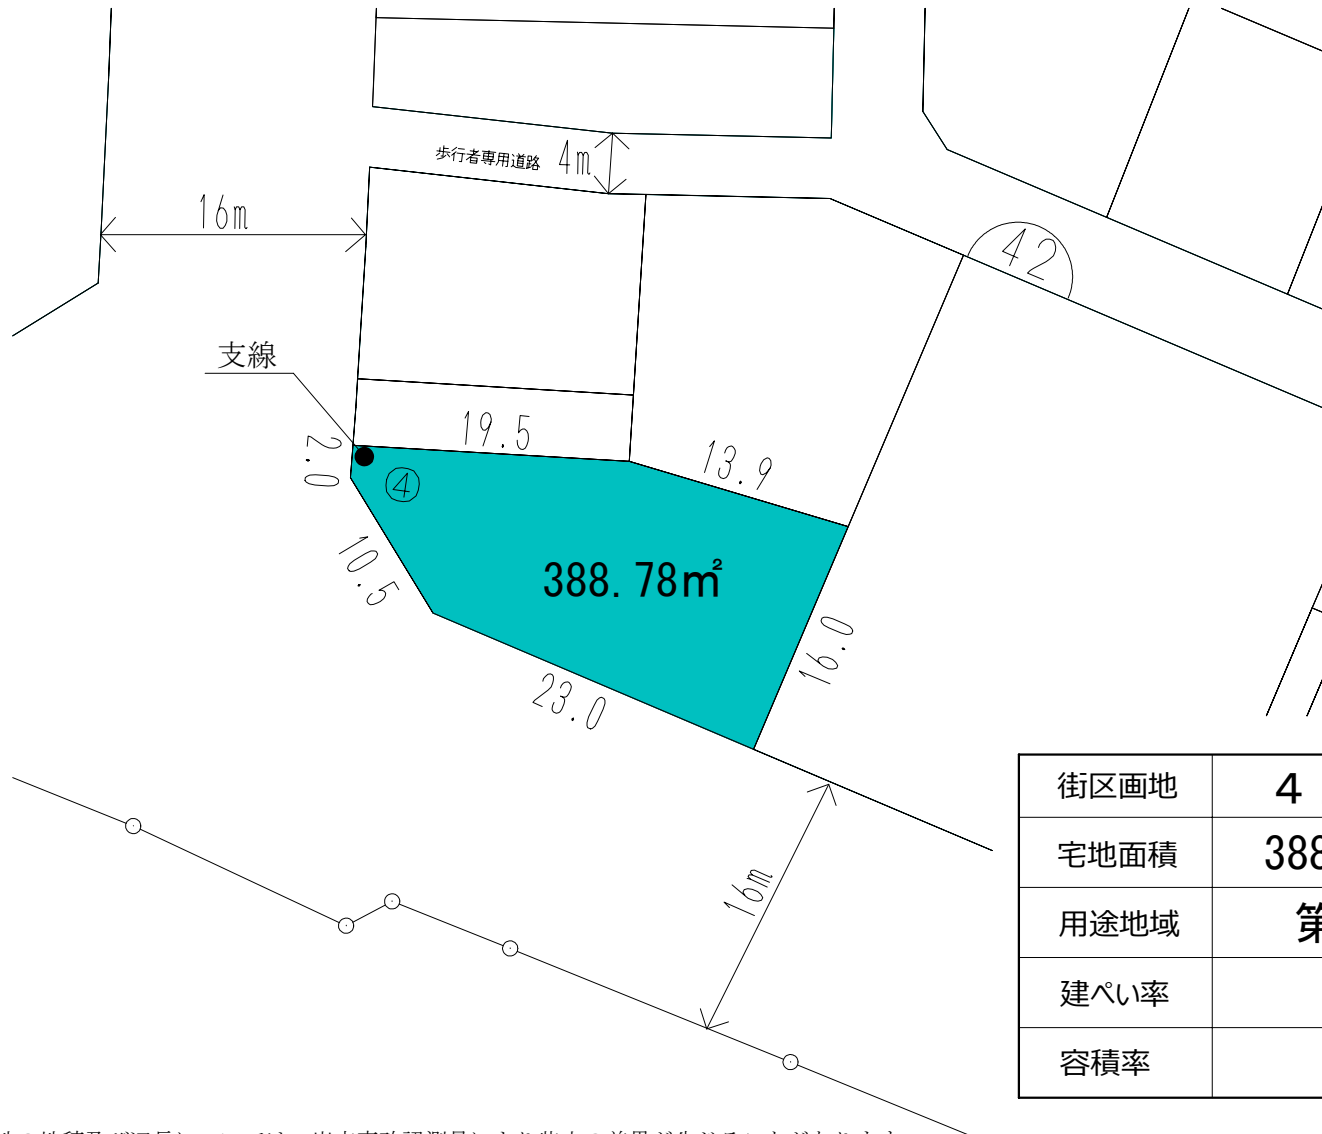 歩行者専用道路 4m
16m
42
支線
2.0
19.5
13.9
④
10.5
388.78㎡
16.0
23.0
16m
街区画地 4
宅地面積 388
用途地域 第
建ぺい率
容積率